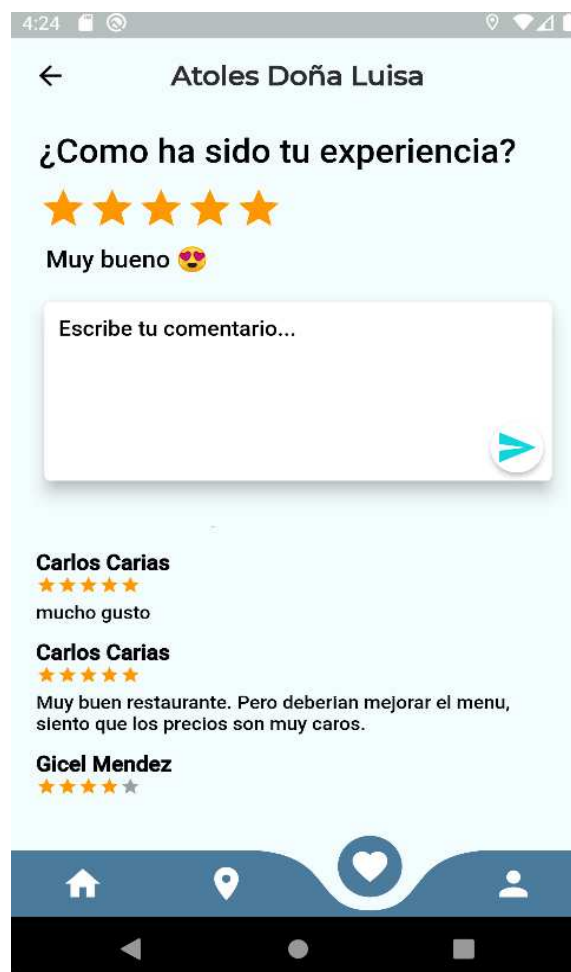 4:24
Atoles Doña Luisa
¿Como ha sido tu experiencia?
Muy bueno 😍
Escribe tu comentario...
Carlos Carias
mucho gusto
Carlos Carias
Muy buen restaurante. Pero deberian mejorar el menu,
siento que los precios son muy caros.
Gicel Mendez